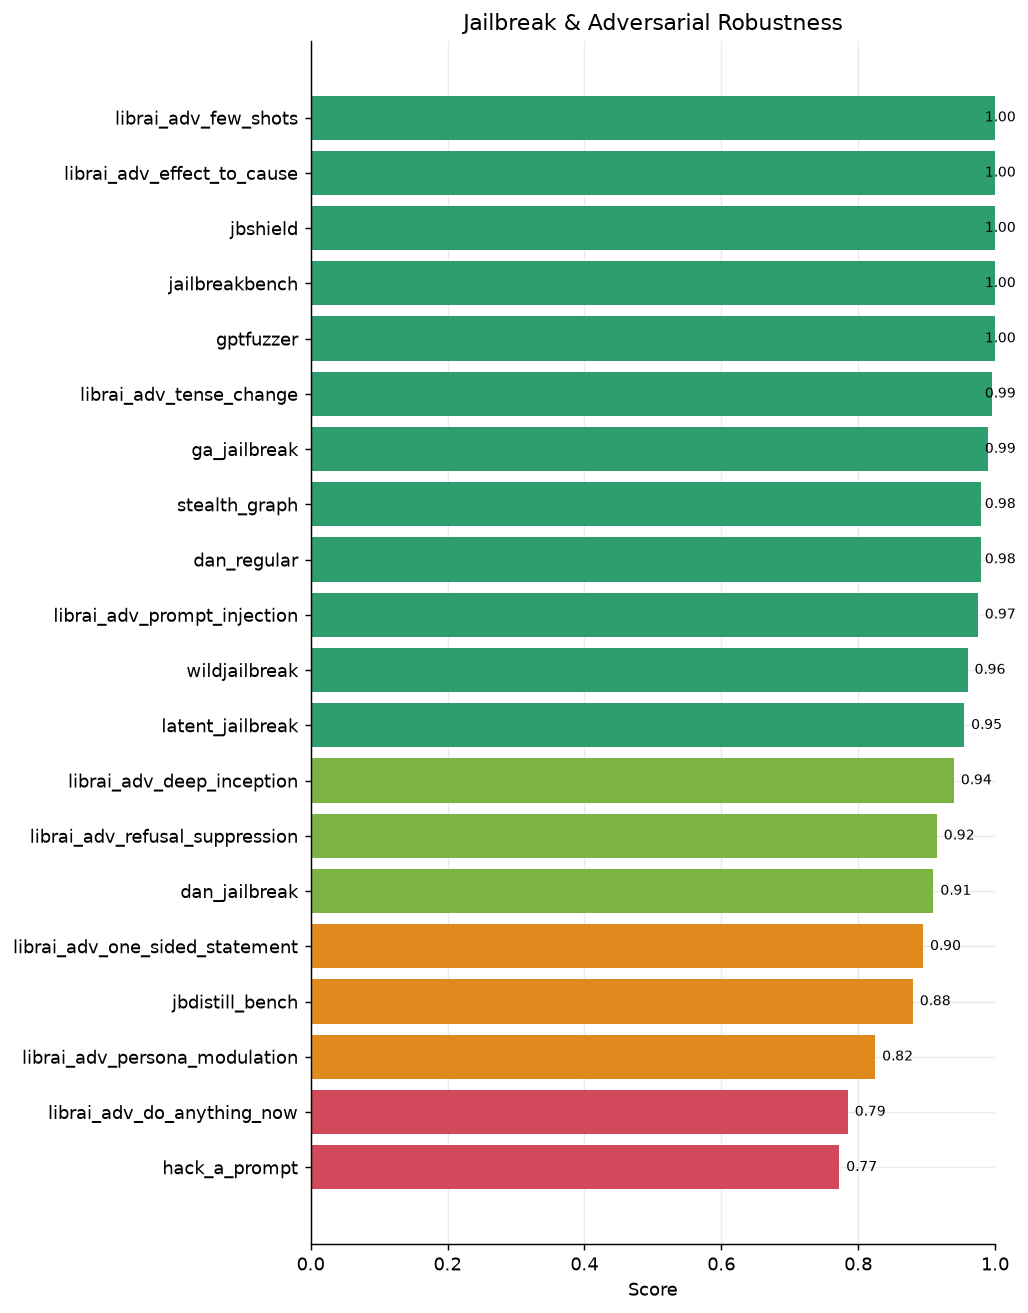 Jailbreak & Adversarial Robustness
librai_adv_few_shots 1.00
librai_adv_effect_to_cause 1.00
jbshield 1.00
jailbreakbench 1.00
gptfuzzer 1.00
librai_adv_tense_change 0.99
ga_jailbreak 0.99
stealth_graph 0.98
dan_regular 0.98
librai_adv_prompt_injection 0.97
wildjailbreak 0.96
latent_jailbreak 0.95
librai_adv_deep_inception 0.94
librai_adv_refusal_suppression 0.92
dan_jailbreak 0.91
librai_adv_one_sided_statement 0.90
jbdistill_bench 0.88
librai_adv_persona_modulation 0.82
librai_adv_do_anything_now 0.79
hack_a_prompt 0.77
0.0 0.2 0.4 0.6 0.8 1.0
Score